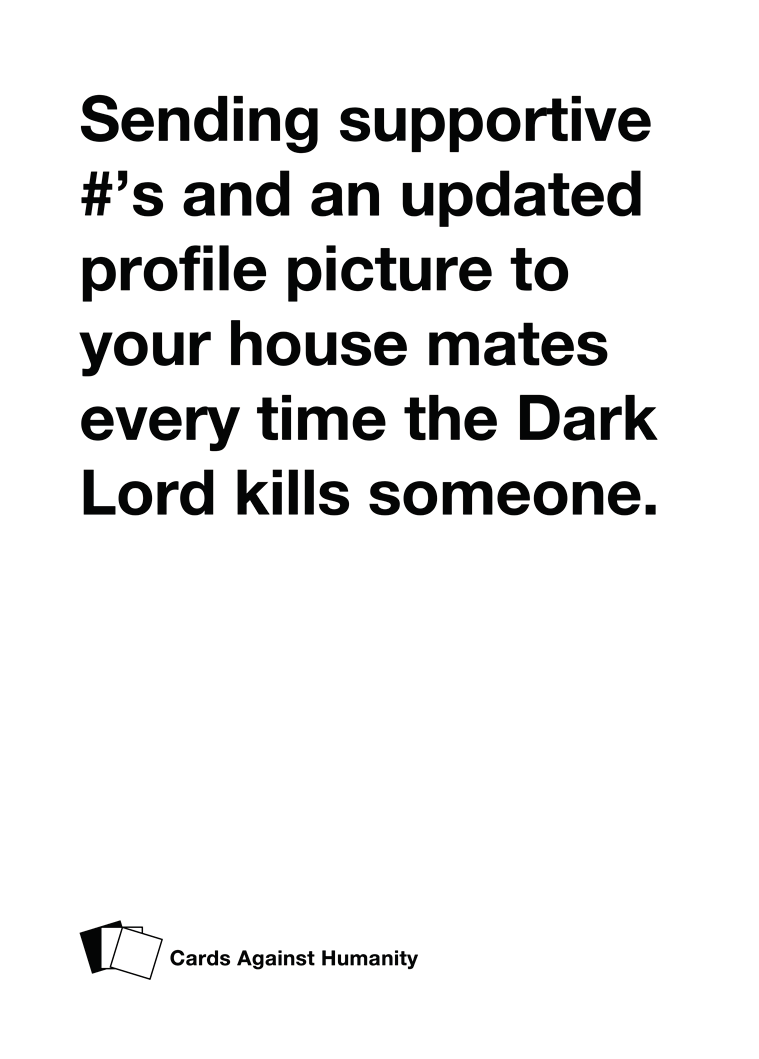 Sending supportive
#’s and an updated
profile picture to
your house mates
every time the Dark
Lord kills someone.
Cards Against Humanity